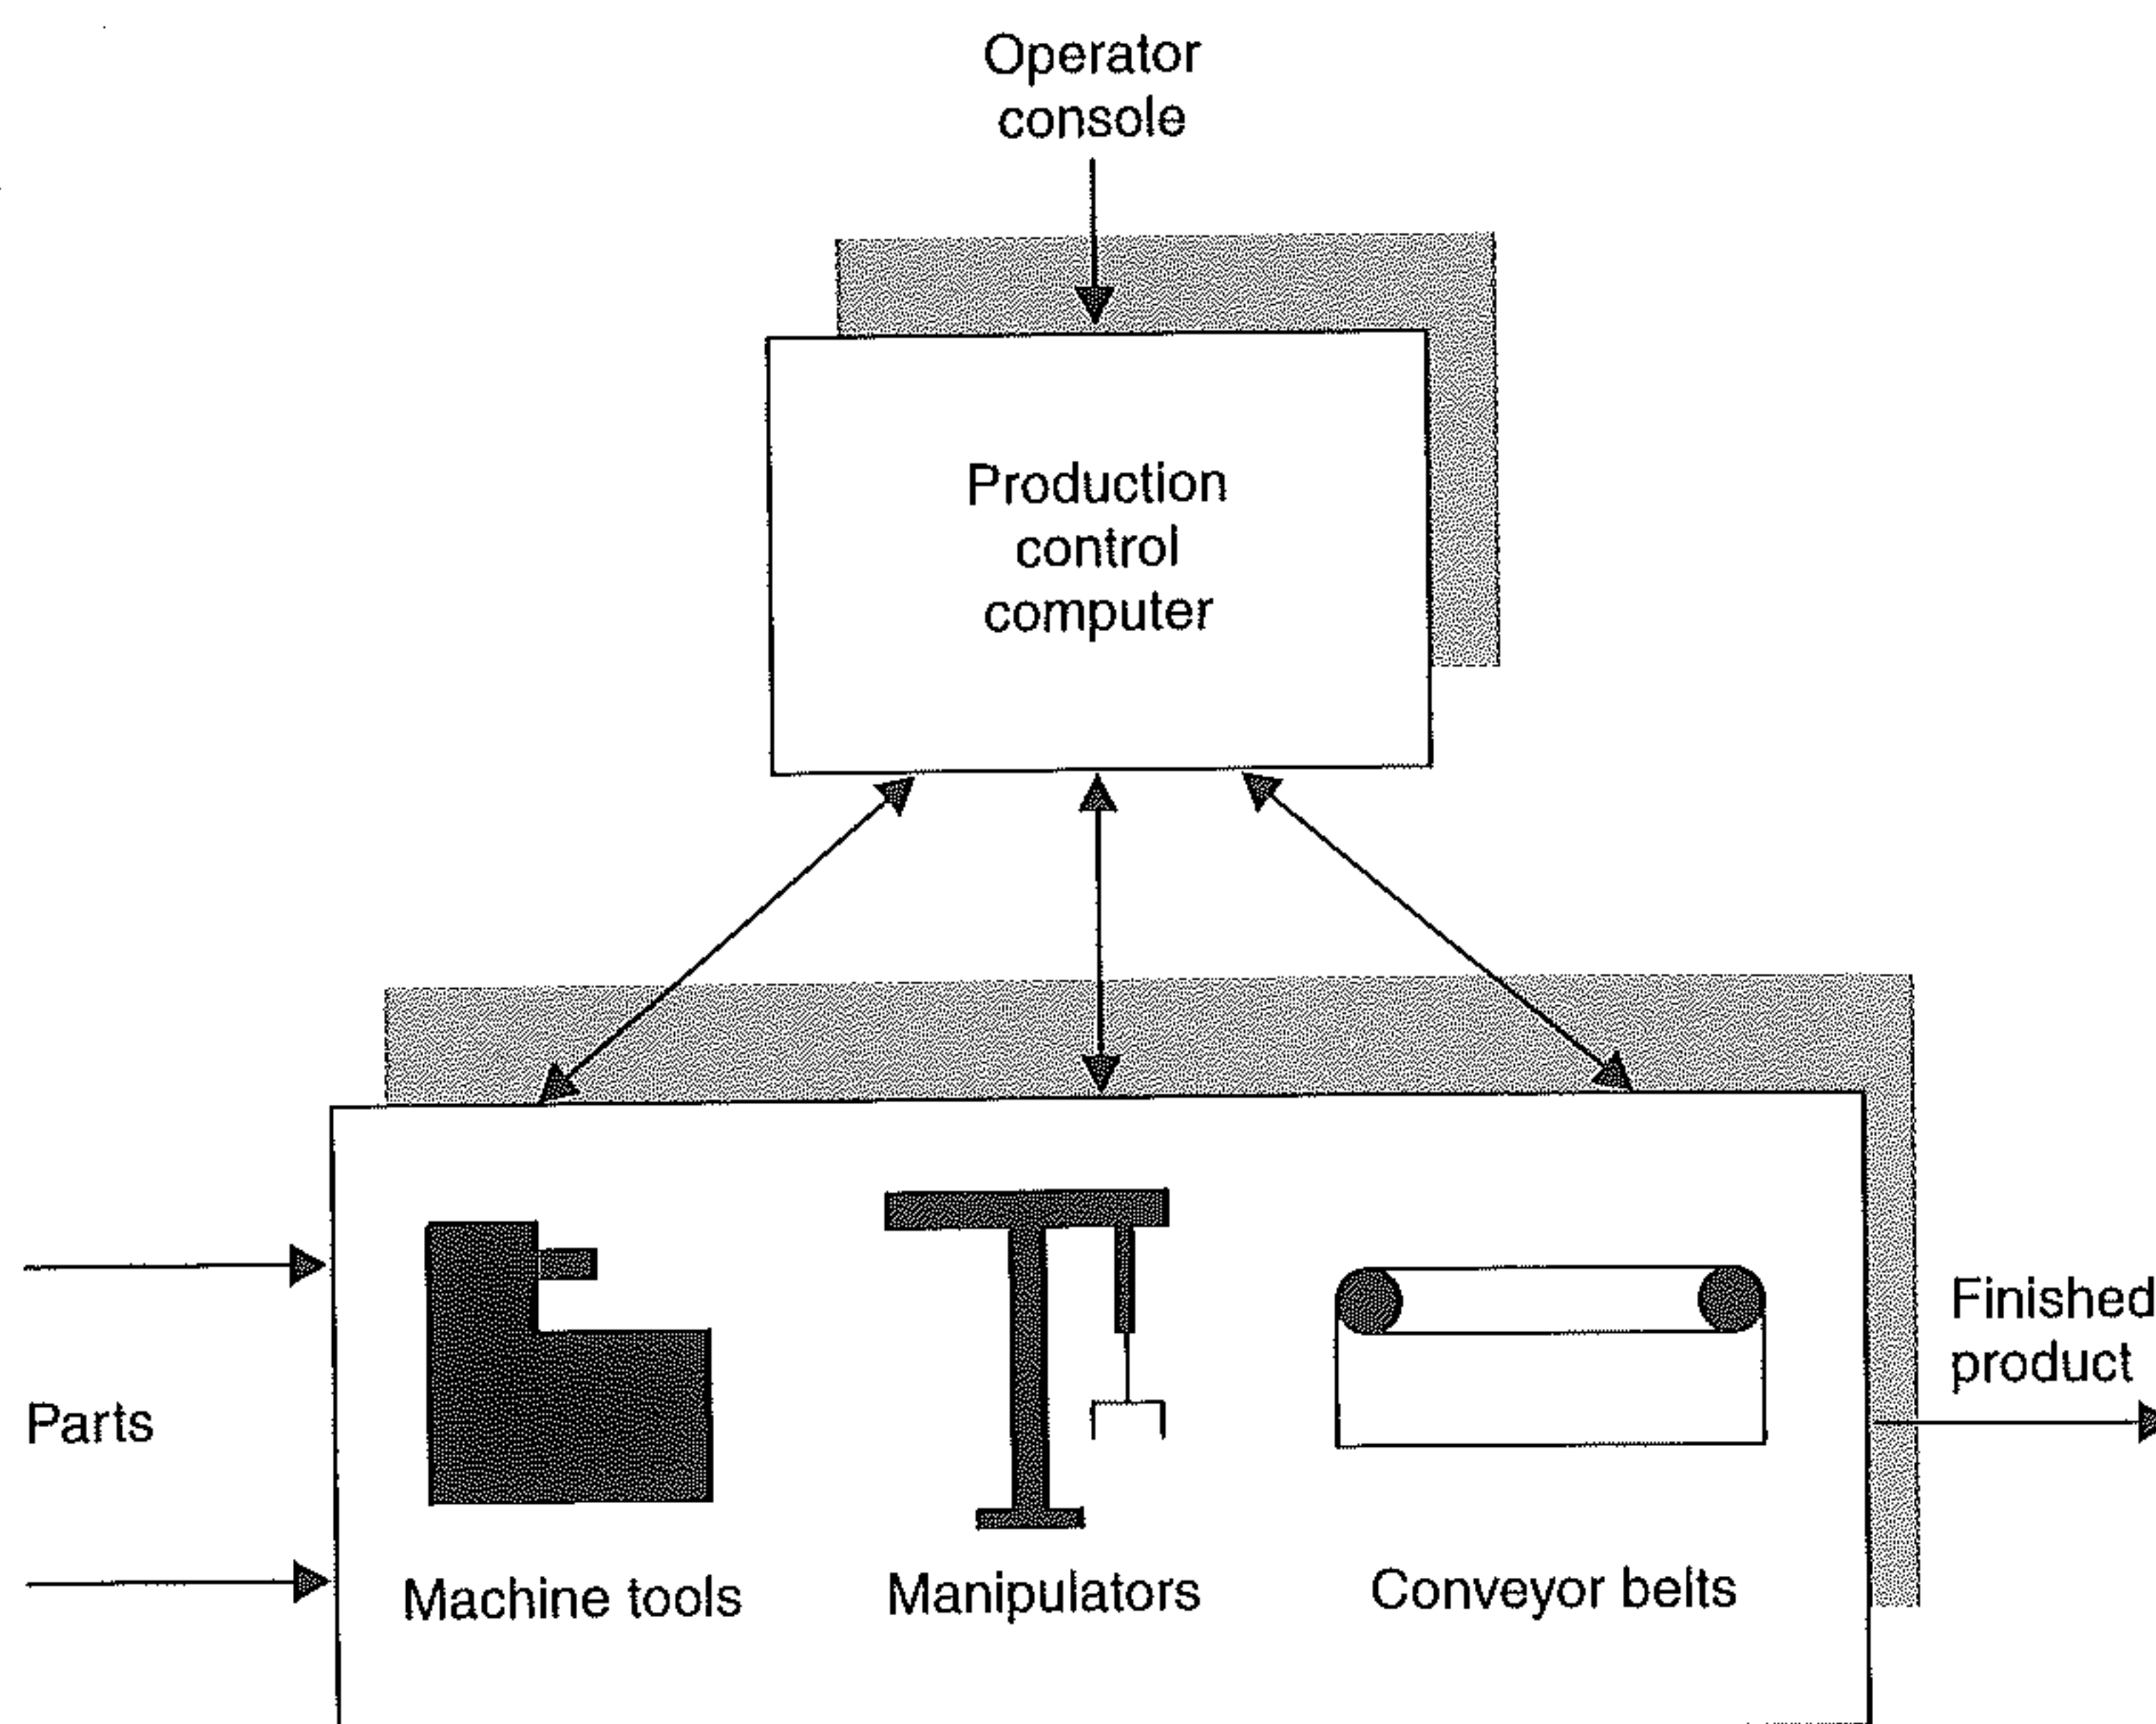 Operator
console
Production
control
computer
Finished
product
Parts
Machine tools
Manipulators
Conveyor belts